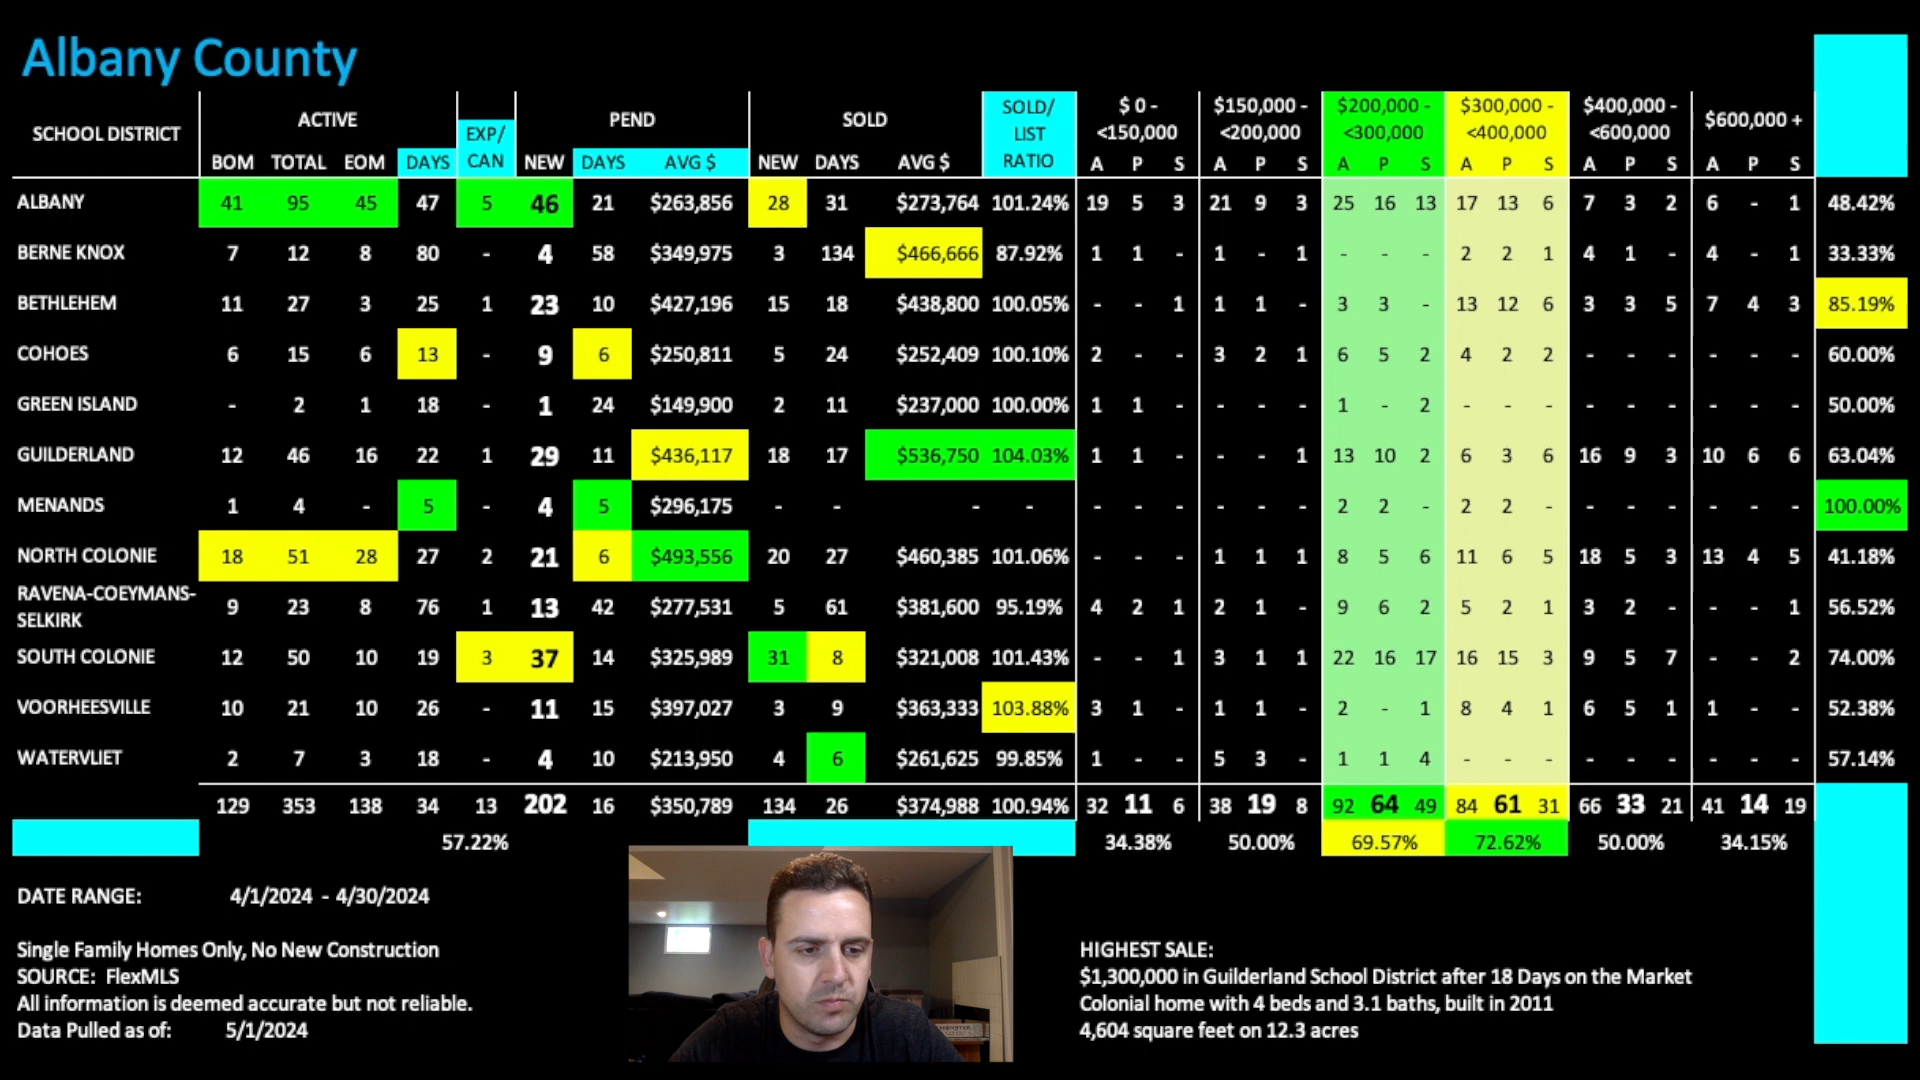 Albany County
SCHOOL DISTRICT ACTIVE EXP/ CAN PEND SOLD SOLD/ LIST RATIO $ 0 - <150,000 $150,000 - <200,000 $200,000 - <300,000 $300,000 - <400,000 $400,000 - <600,000 $600,000 +
BOM TOTAL EOM DAYS NEW DAYS AVG $ NEW DAYS AVG $ A P S A P S A P S A P S A P S A P S
ALBANY 41 95 45 47 5 46 21 $263,856 28 31 $273,764 101.24% 19 5 3 21 9 3 25 16 13 17 13 6 7 3 2 6 - 1 48.42%
BERNE KNOX 7 12 8 80 - 4 58 $349,975 3 134 $466,666 87.92% 1 1 - 1 - 1 - - - 2 2 1 4 1 - 4 - 1 33.33%
BETHLEHEM 11 27 3 25 1 23 10 $427,196 15 18 $438,800 100.05% - - 1 1 1 - 3 3 - 13 12 6 3 3 5 7 4 3 85.19%
COHOES 6 15 6 13 - 9 6 $250,811 5 24 $252,409 100.10% 2 - - 3 2 1 6 5 2 4 2 2 - - - - - - 60.00%
GREEN ISLAND - 2 1 18 - 1 24 $149,900 2 11 $237,000 100.00% 1 1 - - - - 1 - 2 - - - - - - - - - 50.00%
GUILDERLAND 12 46 16 22 1 29 11 $436,117 18 17 $536,750 104.03% 1 1 - - - 1 13 10 2 6 3 6 16 9 3 10 6 6 63.04%
MENANDS 1 4 - 5 - 4 5 $296,175 - - - - - - - - - - 2 2 - 2 2 - - - - - - - 100.00%
NORTH COLONIE 18 51 28 27 2 21 6 $493,556 20 27 $460,385 101.06% - - - 1 1 1 8 5 6 11 6 5 18 5 3 13 4 5 41.18%
RAVENA-COEYMANS-
SELKIRK 9 23 8 76 1 13 42 $277,531 5 61 $381,600 95.19% 4 2 1 2 1 - 9 6 2 5 2 1 3 2 - - - 1 56.52%
SOUTH COLONIE 12 50 10 19 3 37 14 $325,989 31 8 $321,008 101.43% - - 1 3 1 1 22 16 17 16 15 3 9 5 7 - - 2 74.00%
VOORHEESVILLE 10 21 10 26 - 11 15 $397,027 3 9 $363,333 103.88% 3 1 - 1 1 - 2 - 1 8 4 1 6 5 1 1 - - 52.38%
WATERVLIET 2 7 3 18 - 4 10 $213,950 4 6 $261,625 99.85% 1 - - 5 3 - 1 1 4 - - - - - - - - - 57.14%
129 353 138 34 13 202 16 $350,789 134 26 $374,988 100.94% 32 11 6 38 19 8 92 64 49 84 61 31 66 33 21 41 14 19
57.22% 34.38% 50.00% 69.57% 72.62% 50.00% 34.15%
DATE RANGE: 4/1/2024 - 4/30/2024
Single Family Homes Only, No New Construction
SOURCE: FlexMLS
All information is deemed accurate but not reliable.
Data Pulled as of: 5/1/2024
HIGHEST SALE:
$1,300,000 in Guilderland School District after 18 Days on the Market
Colonial home with 4 beds and 3.1 baths, built in 2011
4,604 square feet on 12.3 acres